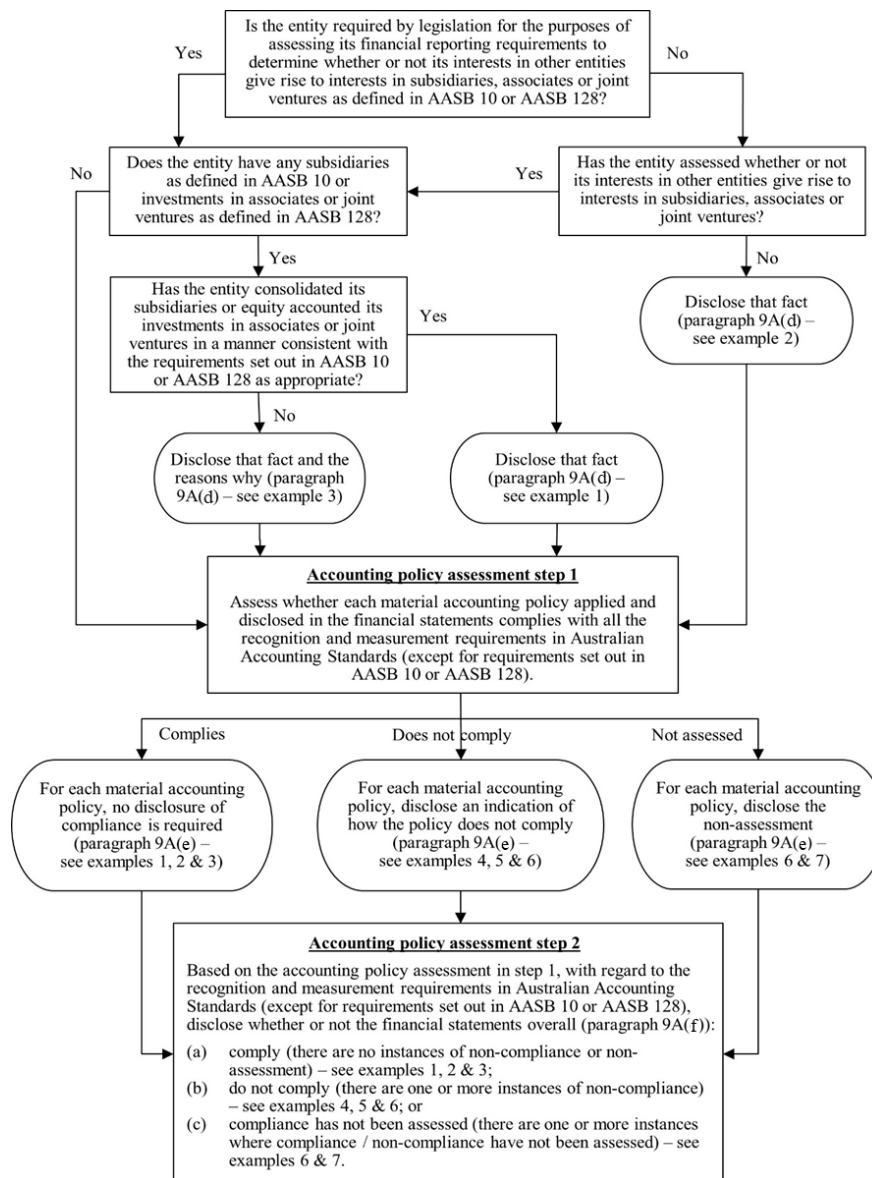 Is the entity required by legislation for the purposes of
assessing its financial reporting requirements to
determine whether or not its interests in other entities
give rise to interests in subsidiaries, associates or joint
ventures as defined in AASB 10 or AASB 128?
Yes
No
Does the entity have any subsidiaries
as defined in AASB 10 or
investments in associates or joint
ventures as defined in AASB 128?
No
Yes
Has the entity assessed whether or not
its interests in other entities give rise to
interests in subsidiaries, associates or
joint ventures?
Yes
No
Has the entity consolidated its
subsidiaries or equity accounted its
investments in associates or joint
ventures in a manner consistent with
the requirements set out in AASB 10
or AASB 128 as appropriate?
Yes
Disclose that fact
(paragraph 9A(d) –
see example 2)
No
Disclose that fact and the
reasons why (paragraph
9A(d) – see example 3)
Disclose that fact
(paragraph 9A(d) –
see example 1)
Accounting policy assessment step 1
Assess whether each material accounting policy applied and
disclosed in the financial statements complies with all the
recognition and measurement requirements in Australian
Accounting Standards (except for requirements set out in
AASB 10 or AASB 128).
Complies
Does not comply
Not assessed
For each material accounting
policy, no disclosure of
compliance is required
(paragraph 9A(e) –
see examples 1, 2 & 3)
For each material accounting
policy, disclose an indication of
how the policy does not comply
(paragraph 9A(e) –
see examples 4, 5 & 6)
For each material accounting
policy, disclose the
non-assessment
(paragraph 9A(e) –
see examples 6 & 7)
Accounting policy assessment step 2
Based on the accounting policy assessment in step 1, with regard to the
recognition and measurement requirements in Australian Accounting
Standards (except for requirements set out in AASB 10 or AASB 128),
disclose whether or not the financial statements overall (paragraph 9A(f)):
(a) comply (there are no instances of non-compliance or non-
assessment) – see examples 1, 2 & 3;
(b) do not comply (there are one or more instances of non-compliance)
– see examples 4, 5 & 6; or
(c) compliance has not been assessed (there are one or more instances
where compliance / non-compliance have not been assessed) – see
examples 6 & 7.